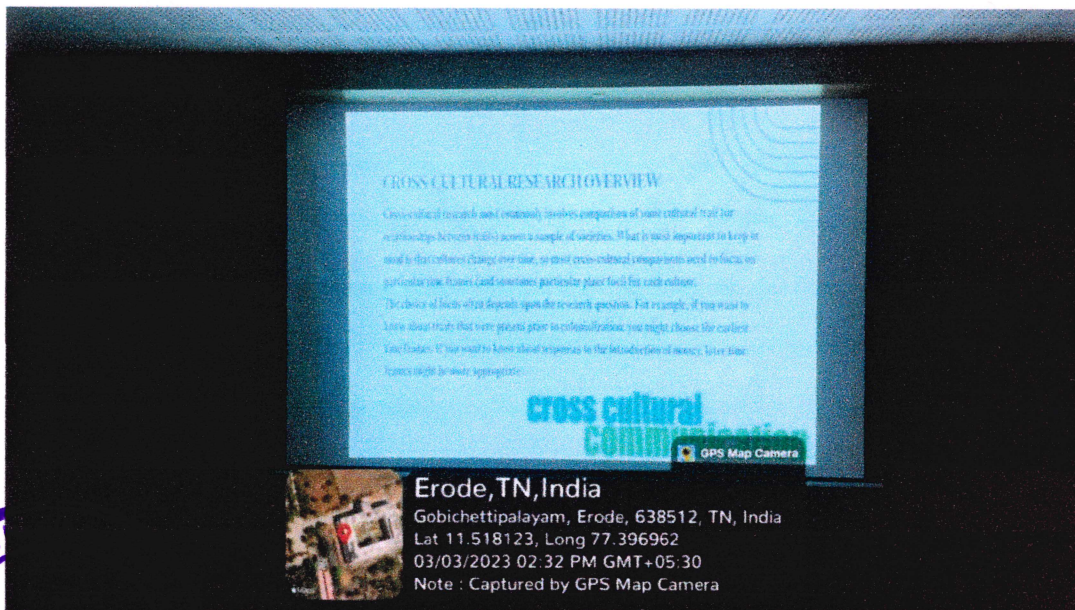 CROSS CULTURAL RESEARCH OVERVIEW
Cross-cultural research most commonly involves comparison of some cultural trait (or
relationships between traits) across a sample of societies. What is most important to keep in
mind is that cultures change over time, so most cross-cultural comparisons need to focus on
particular time frames (and sometimes particular place foci) for each culture.
The choice of focus often depends upon the research question. For example, if you want to
know about traits that were present prior to colonialization, you might choose the earliest
time frames. If you want to know about responses to the introduction of money, later time
frames might be more appropriate.
cross cultural
communication
GPS Map Camera
Erode,TN,India
Gobichettipalayam, Erode, 638512, TN, India
Lat 11.518123, Long 77.396962
03/03/2023 02:32 PM GMT+05:30
Note : Captured by GPS Map Camera